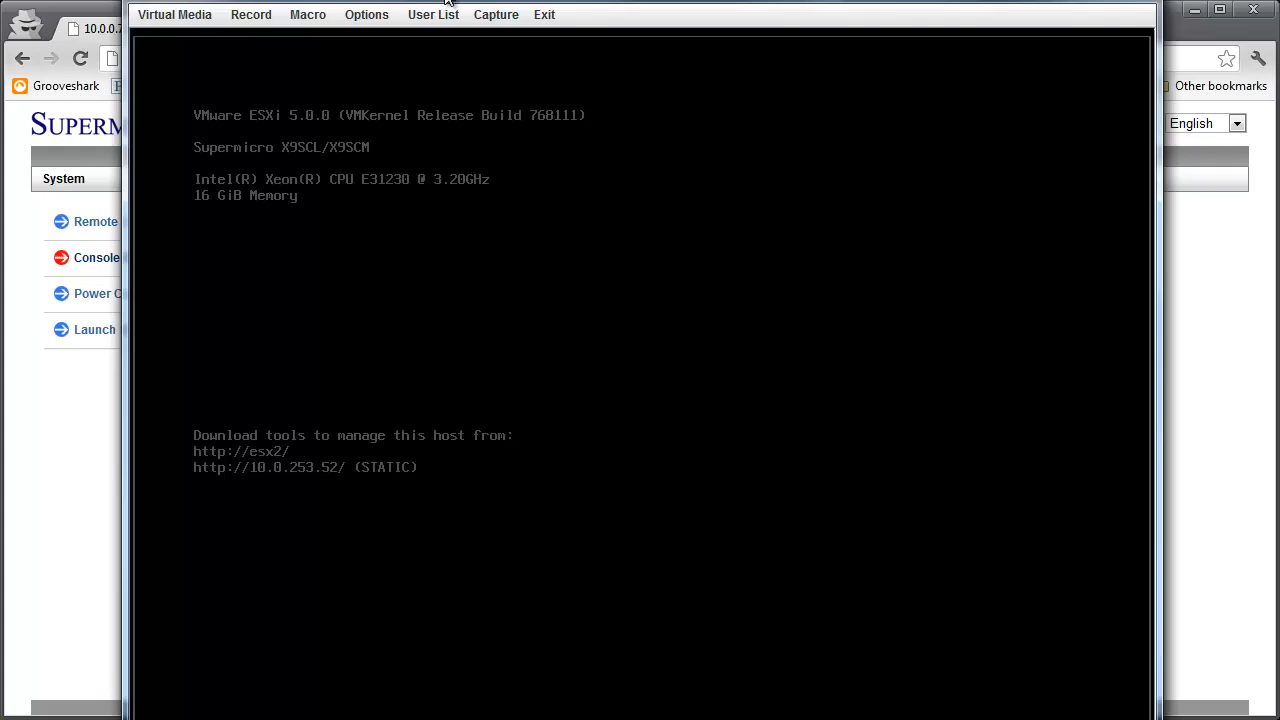 Virtual Media Record Macro Options User List Capture Exit
10.0.0.7
Grooveshark
Other bookmarks
SUPERM
English
System
Remote
Console
Power C
Launch
VMware ESXi 5.0.0 (VMKernel Release Build 768111)
Supermicro X9SCL/X9SCM
Intel(R) Xeon(R) CPU E31230 @ 3.20GHz
16 GiB Memory
Download tools to manage this host from:
http://esx2/
http://10.0.253.52/ (STATIC)